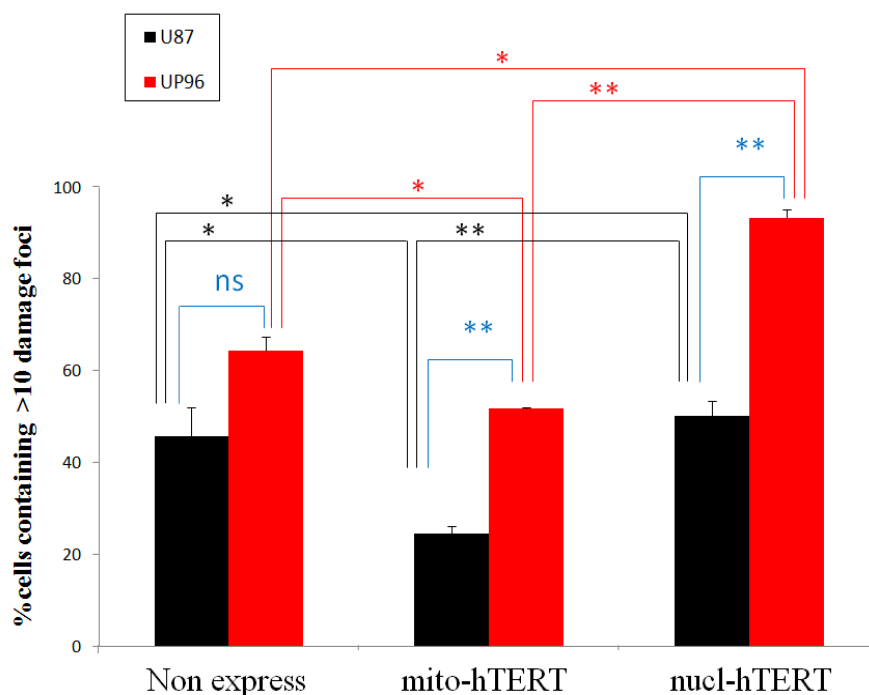 U87
UP96
*
**
**
100
*
*
*
**
80
ns
**
60
40
20
0
%cells containing >10 damage foci
Non express
mito-hTERT
nucl-hTERT